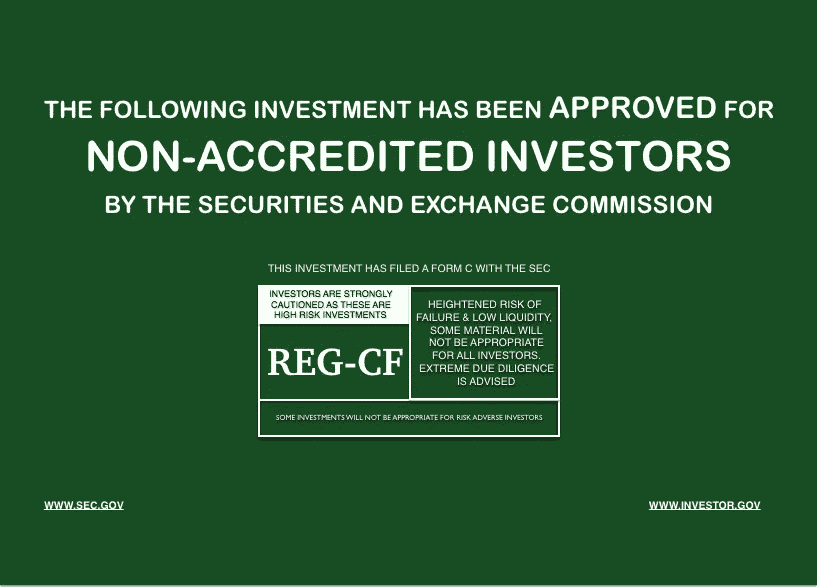 THE FOLLOWING INVESTMENT HAS BEEN APPROVED FOR
NON-ACCREDITED INVESTORS
BY THE SECURITIES AND EXCHANGE COMMISSION
THIS INVESTMENT HAS FILED A FORM C WITH THE SEC
INVESTORS ARE STRONGLY
CAUTIONED AS THESE ARE
HIGH RISK INVESTMENTS
REG-CF
HEIGHTENED RISK OF
FAILURE & LOW LIQUIDITY,
SOME MATERIAL WILL
NOT BE APPROPRIATE
FOR ALL INVESTORS.
EXTREME DUE DILIGENCE
IS ADVISED
SOME INVESTMENTS WILL NOT BE APPROPRIATE FOR RISK ADVERSE INVESTORS
WWW.SEC.GOV
WWW.INVESTOR.GOV